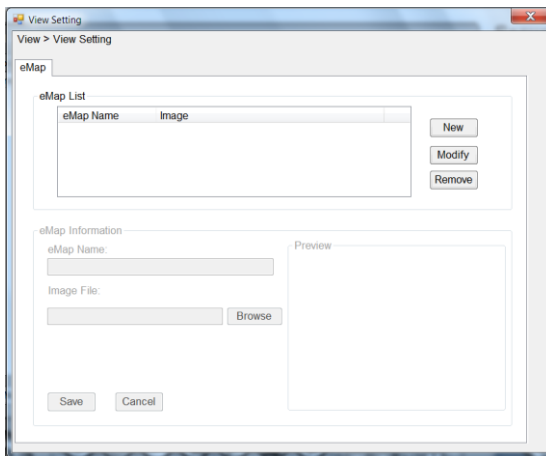 View Setting
View > View Setting
eMap
eMap List
eMap Name Image
New
Modify
Remove
eMap Information
eMap Name:
Preview
Image File:
Browse
Save Cancel